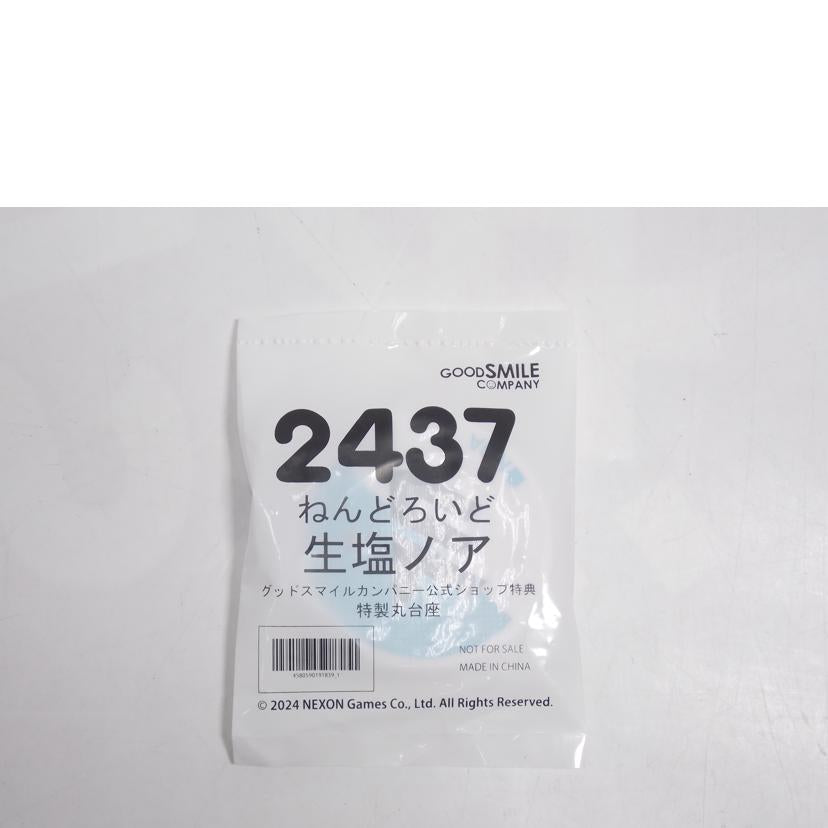 GOODSMILE
COMPANY
2437
ねんどろいど
生塩ノア
グッドスマイルカンパニー公式ショップ特典
特製丸台座
NOT FOR SALE
MADE IN CHINA
4580590191839_1
© 2024 NEXON Games Co., Ltd. All Rights Reserved.